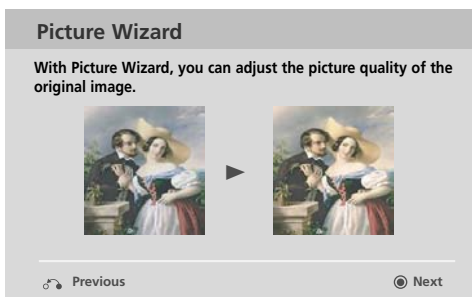 Picture Wizard
With Picture Wizard, you can adjust the picture quality of the
original image.
Previous
Next